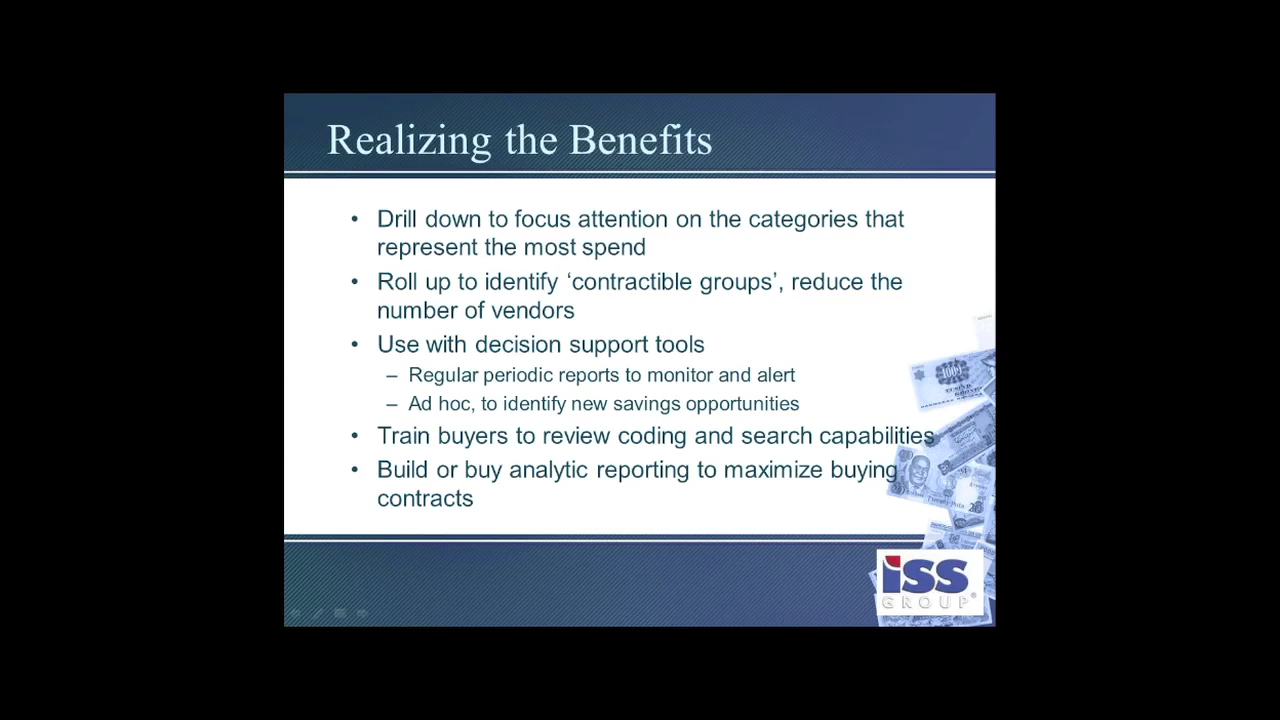 Realizing the Benefits
• Drill down to focus attention on the categories that
represent the most spend
• Roll up to identify ‘contractible groups’, reduce the
number of vendors
• Use with decision support tools
– Regular periodic reports to monitor and alert
– Ad hoc, to identify new savings opportunities
• Train buyers to review coding and search capabilities
• Build or buy analytic reporting to maximize buying
contracts
iSS
GROUP®